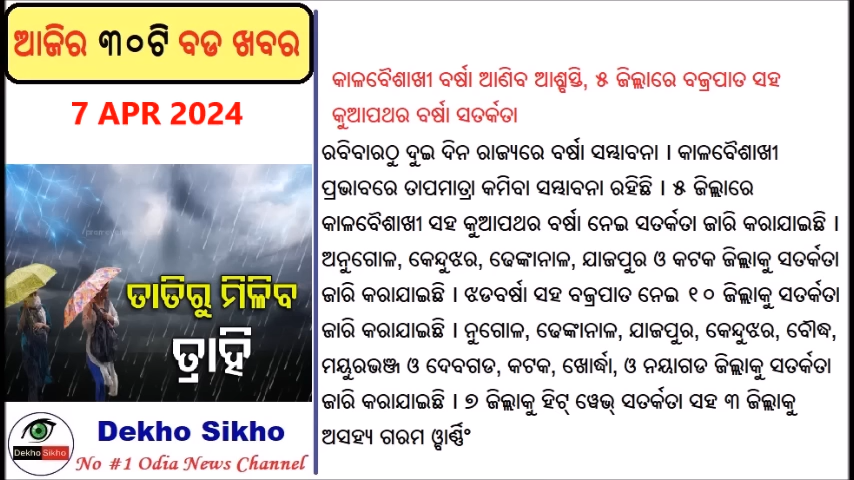 ଆଜିର ୩୦ଟି ବଡ ଖବର
7 APR 2024
ତାତିରୁ ମିଳିବ
ତ୍ରାହି
Dekho Sikho
Dekho Sikho
No #1 Odia News Channel
କାଳବୈଶାଖୀ ବର୍ଷା ଆଣିବ ଆଶ୍ବସ୍ତି, ୫ ଜିଲ୍ଲାରେ ବଜ୍ରପାତ ସହ
କୁଆପଥର ବର୍ଷା ସତର୍କତା
ରବିବାରଠୁ ଦୁଇ ଦିନ ରାଜ୍ୟରେ ବର୍ଷା ସମ୍ଭାବନା । କାଳବୈଶାଖୀ
ପ୍ରଭାବରେ ତାପମାତ୍ରା କମିବା ସମ୍ଭାବନା ରହିଛି । ୫ ଜିଲ୍ଲାରେ
କାଳବୈଶାଖୀ ସହ କୁଆପଥର ବର୍ଷା ନେଇ ସତର୍କତା ଜାରି କରାଯାଇଛି ।
ଅନୁଗୋଳ, କେନ୍ଦୁଝର, ଢେଙ୍କାନାଳ, ଯାଜପୁର ଓ କଟକ ଜିଲ୍ଲାକୁ ସତର୍କତା
ଜାରି କରାଯାଇଛି । ଝଡବର୍ଷା ସହ ବଜ୍ରପାତ ନେଇ ୧୦ ଜିଲ୍ଲାକୁ ସତର୍କତା
ଜାରି କରାଯାଇଛି । ନୁଗୋଳ, ଢେଙ୍କାନାଳ, ଯାଜପୁର, କେନ୍ଦୁଝର, ବୌଦ୍ଧ,
ମୟୁରଭଞ୍ଜ ଓ ଦେବଗଡ, କଟକ, ଖୋର୍ଦ୍ଧା, ଓ ନୟାଗଡ ଜିଲ୍ଲାକୁ ସତର୍କତା
ଜାରି କରାଯାଇଛି । ୭ ଜିଲ୍ଲାକୁ ହିଟ୍ ୱେଭ୍ ସତର୍କତା ସହ ୩ ଜିଲ୍ଲାକୁ
ଅସହ୍ୟ ଗରମ ୱାର୍ଣ୍ଣିଂ